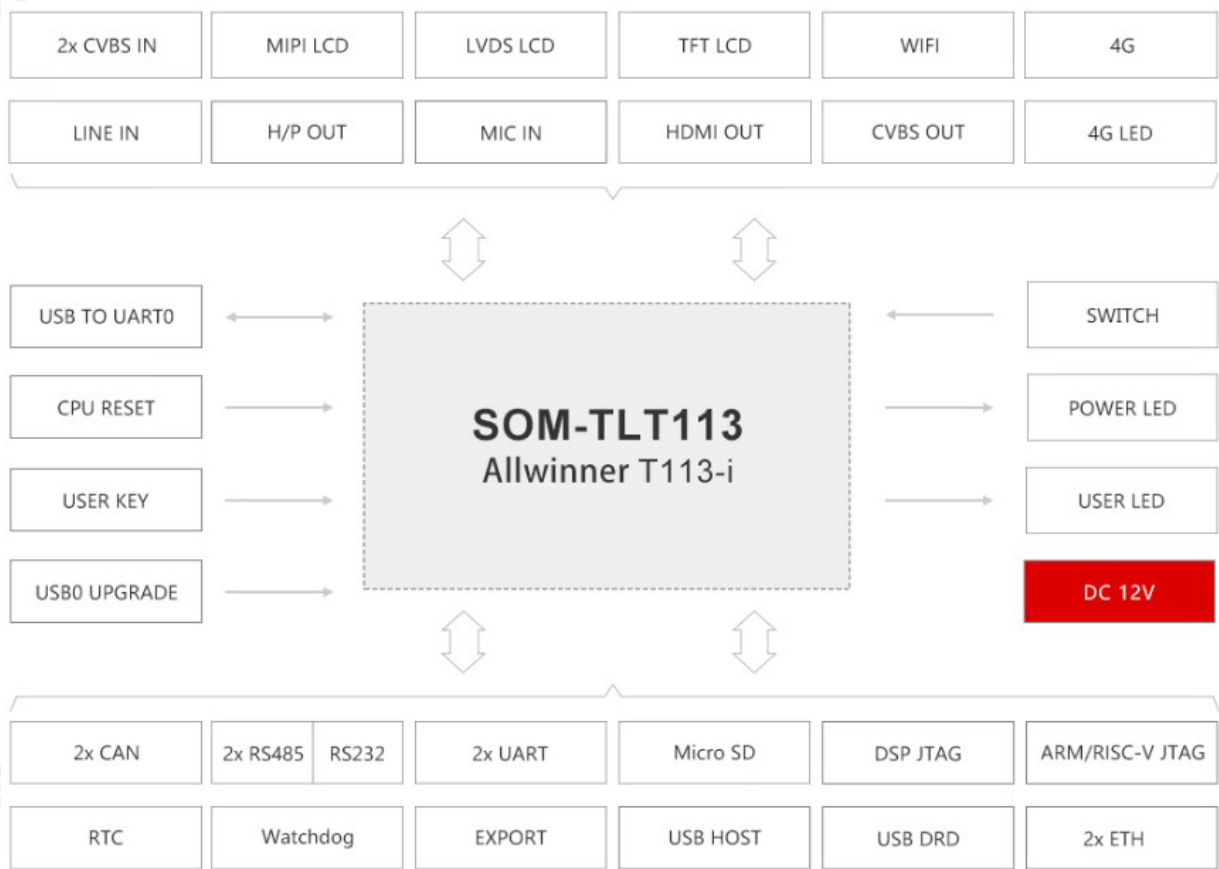 2x CVBS IN
MIPI LCD
LVDS LCD
TFT LCD
WIFI
4G
LINE IN
H/P OUT
MIC IN
HDMI OUT
CVBS OUT
4G LED
USB TO UART0
CPU RESET
USER KEY
USB0 UPGRADE
SOM-TLT113
Allwinner T113-i
SWITCH
POWER LED
USER LED
DC 12V
2x CAN
2x RS485
RS232
2x UART
Micro SD
DSP JTAG
ARM/RISC-V JTAG
RTC
Watchdog
EXPORT
USB HOST
USB DRD
2x ETH